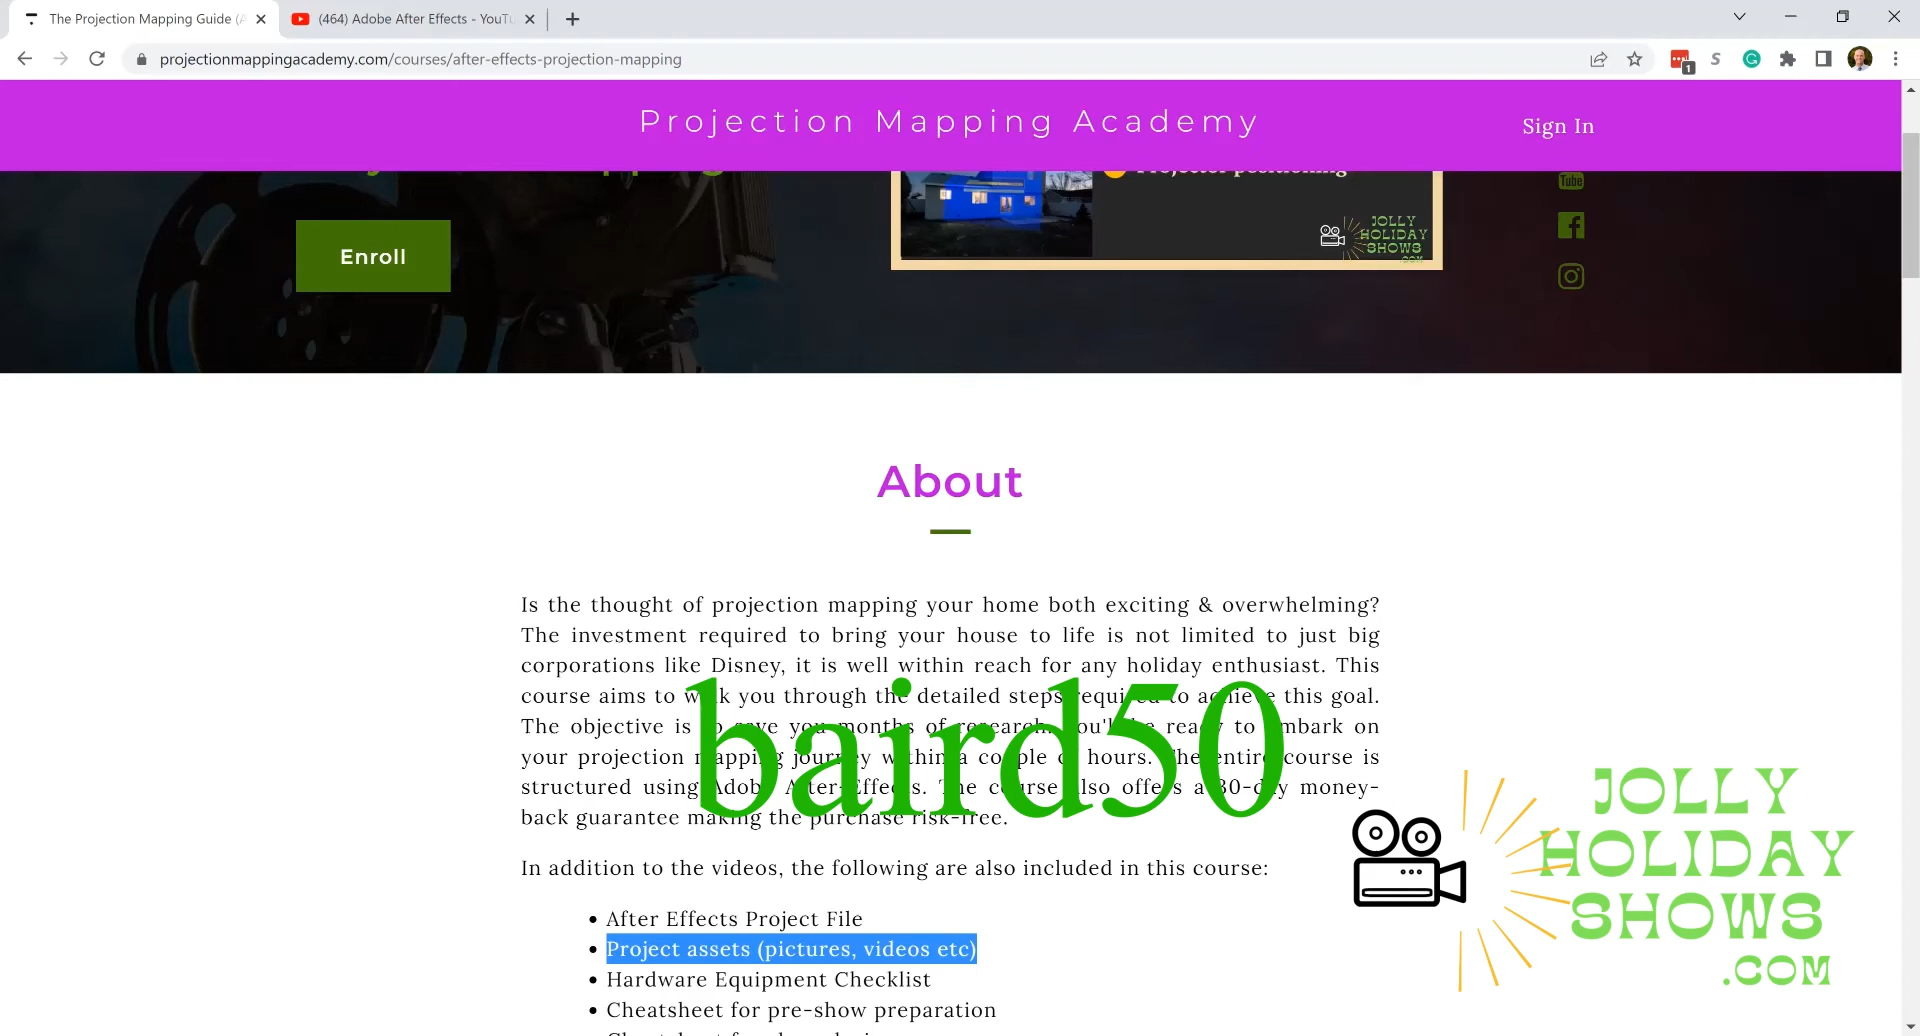 The Projection Mapping Guide (A
(464) Adobe After Effects - YouTu
projectionmappingacademy.com/courses/after-effects-projection-mapping
1
Projection Mapping Academy
Sign In
Projector positioning
Tube
JOLLY
HOLIDAY
SHOWS
.COM
Enroll
About
Is the thought of projection mapping your home both exciting & overwhelming?
The investment required to bring your house to life is not limited to just big
corporations like Disney, it is well within reach for any holiday enthusiast. This
course aims to walk you through the detailed steps required to achieve this goal.
The objective is to save you months of research. You'll be ready to embark on
your projection mapping journey within a couple of hours. The entire course is
structured using Adobe After-Effects. The course also offers a 30-day money-
back guarantee making the purchase risk-free.
baird50
In addition to the videos, the following are also included in this course:
After Effects Project File
Project assets (pictures, videos etc)
Hardware Equipment Checklist
Cheatsheet for pre-show preparation
JOLLY
HOLIDAY
SHOWS
.COM